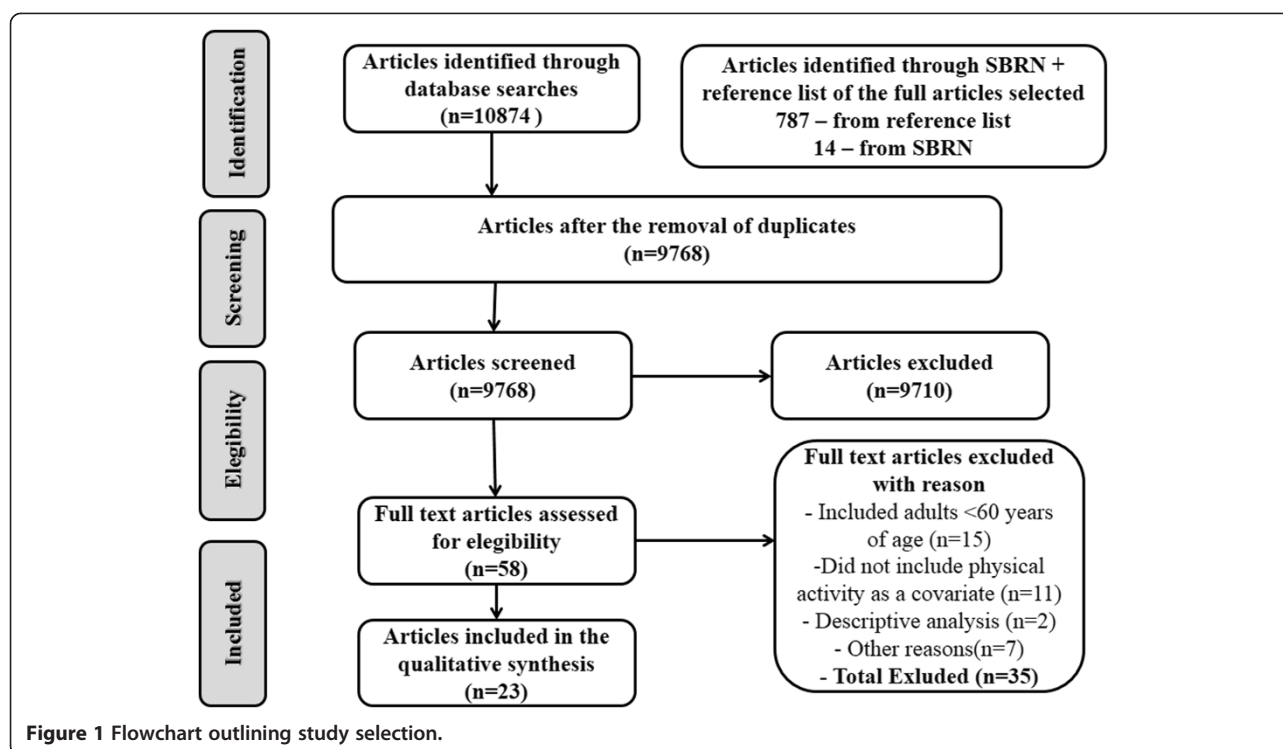 Identification
Articles identified through
database searches
(n=10874 )
Articles identified through SBRN +
reference list of the full articles selected
787 – from reference list
14 – from SBRN
Screening
Articles after the removal of duplicates
(n=9768)
Articles screened
(n=9768)
Articles excluded
(n=9710)
Elegibility
Full text articles assessed
for elegibility
(n=58)
Full text articles excluded
with reason
- Included adults <60 years
of age (n=15)
-Did not include physical
activity as a covariate (n=11)
- Descriptive analysis (n=2)
- Other reasons(n=7)
- Total Exluded (n=35)
Included
Articles included in the
qualitative synthesis
(n=23)
Figure 1 Flowchart outlining study selection.